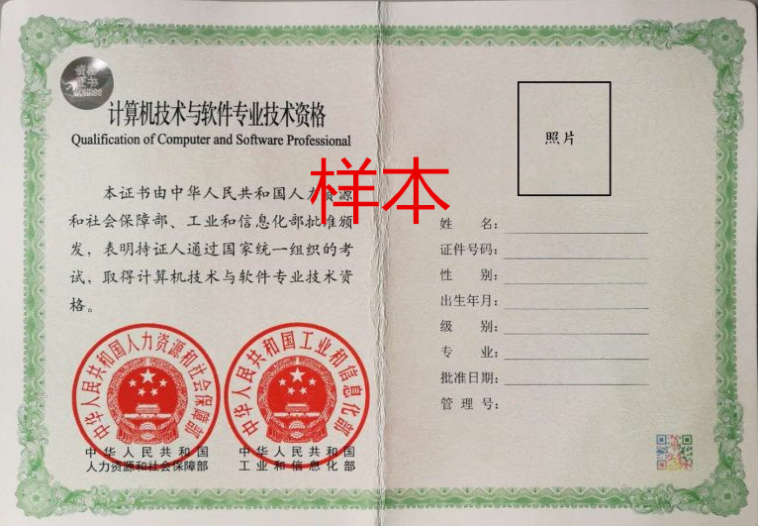 资格
证书
计算机技术与软件专业技术资格
Qualification of Computer and Software Professional
样本
本证书由中华人民共和国人力资源
和社会保障部、工业和信息化部批准颁
发，表明持证人通过国家统一组织的考
试，取得计算机技术与软件专业技术资
格。
中华人民共和国人力资源和社会保障部
中华人民共和国工业和信息化部
中华人民共和国
人力资源和社会保障部
中华人民共和国
工业和信息化部
照片
姓 名：
证件号码：
性 别：
出生年月：
级 别：
专 业：
批准日期：
管 理 号：